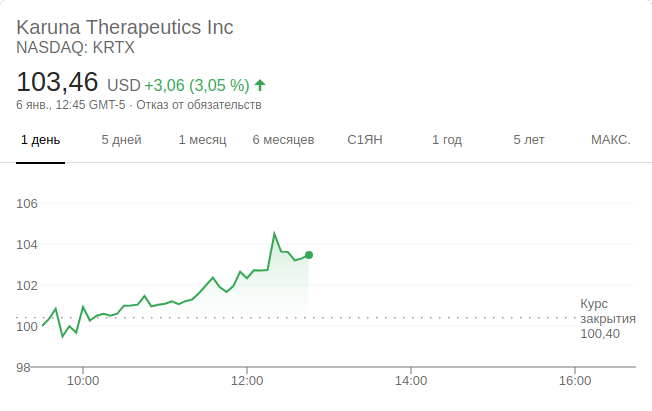 Karuna Therapeutics Inc
NASDAQ: KRTX
103,46 USD +3,06 (3,05 %)
6 янв., 12:45 GMT-5 · Отказ от обязательств
1 день 5 дней 1 месяц 6 месяцев С1ЯН 1 год 5 лет МАКС.
106
104
102
Курс
закрытия
100,40
100
98
10:00 12:00 14:00 16:00